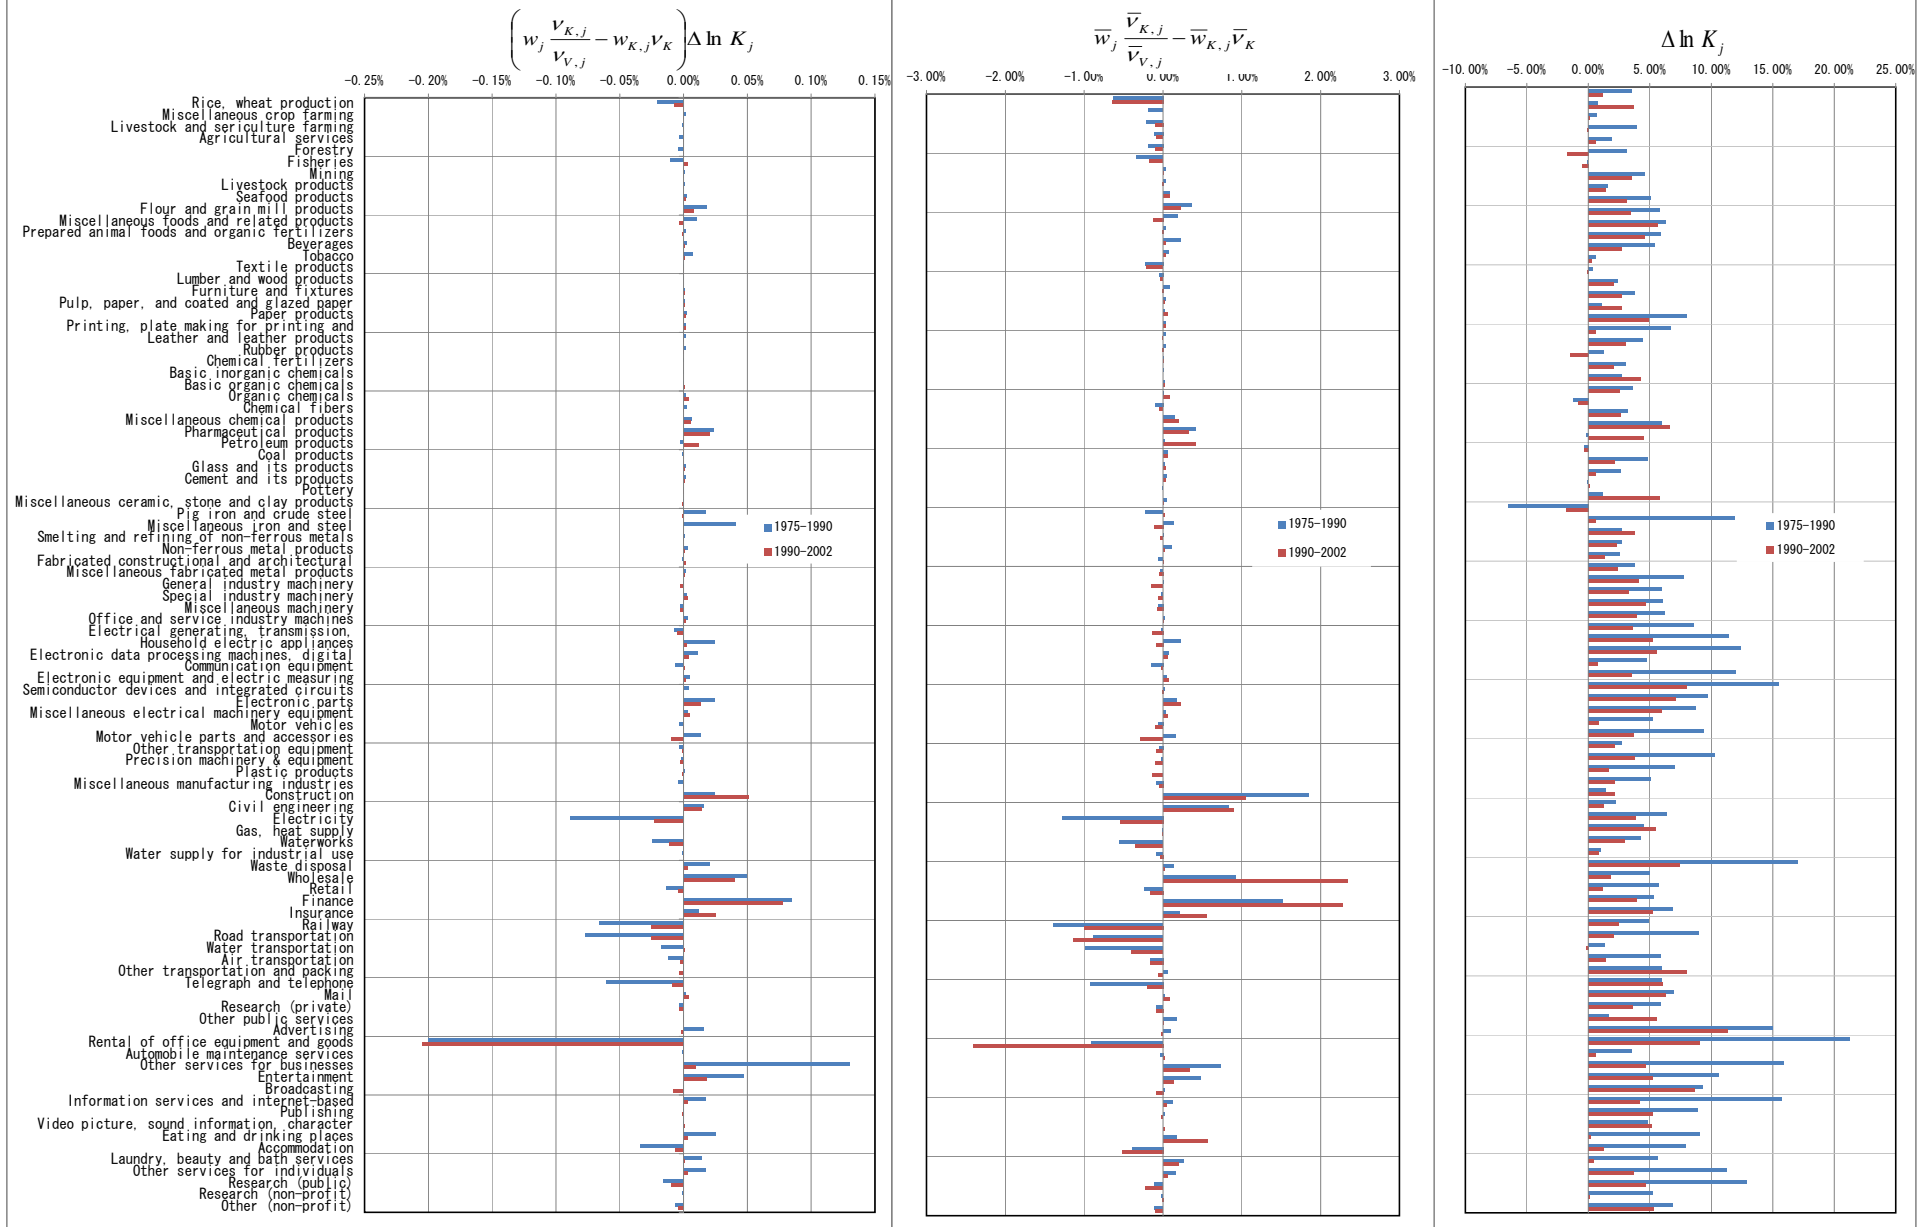 (w_j ν_{K,j}/ν_{V,j} − w_{K,j}ν_K) Δ ln K_j
w̅_j ν̅_{K,j}/ν̅_{V,j} − w̅_{K,j}ν̅_K
Δ ln K_j
-0.25% -0.20% -0.15% -0.10% -0.05% 0.00% 0.05% 0.10% 0.15%
-3.00% -2.00% -1.00% 0.00% 1.00% 2.00% 3.00%
-10.00% -5.00% 0.00% 5.00% 10.00% 15.00% 20.00% 25.00%
Rice, wheat production
Miscellaneous crop farming
Livestock and sericulture farming
Agricultural services
Forestry
Fisheries
Mining
Livestock products
Seafood products
Flour and grain mill products
Miscellaneous foods and related products
Prepared animal foods and organic fertilizers
Beverages
Tobacco
Textile products
Lumber and wood products
Furniture and fixtures
Pulp, paper, and coated and glazed paper
Paper products
Printing, plate making for printing and
Leather and leather products
Rubber products
Chemical fertilizers
Basic inorganic chemicals
Basic organic chemicals
Organic chemicals
Chemical fibers
Miscellaneous chemical products
Pharmaceutical products
Petroleum products
Coal products
Glass and its products
Cement and its products
Pottery
Miscellaneous ceramic, stone and clay products
Pig iron and crude steel
Miscellaneous iron and steel
Smelting and refining of non-ferrous metals
Non-ferrous metal products
Fabricated constructional and architectural
Miscellaneous fabricated metal products
General industry machinery
Special industry machinery
Miscellaneous machinery
Office and service industry machines
Electrical generating, transmission,
Household electric appliances
Electronic data processing machines, digital
Communication equipment
Electronic equipment and electric measuring
Semiconductor devices and integrated circuits
Electronic parts
Miscellaneous electrical machinery equipment
Motor vehicles
Motor vehicle parts and accessories
Other transportation equipment
Precision machinery & equipment
Plastic products
Miscellaneous manufacturing industries
Construction
Civil engineering
Electricity
Gas, heat supply
Waterworks
Water supply for industrial use
Waste disposal
Wholesale
Retail
Finance
Insurance
Railway
Road transportation
Water transportation
Air transportation
Other transportation and packing
Telegraph and telephone
Mail
Research (private)
Other public services
Advertising
Rental of office equipment and goods
Automobile maintenance services
Other services for businesses
Entertainment
Broadcasting
Information services and internet-based
Publishing
Video picture, sound information, character
Eating and drinking places
Accommodation
Laundry, beauty and bath services
Other services for individuals
Research (public)
Research (non-profit)
Other (non-profit)
1975-1990
1990-2002
1975-1990
1990-2002
1975-1990
1990-2002